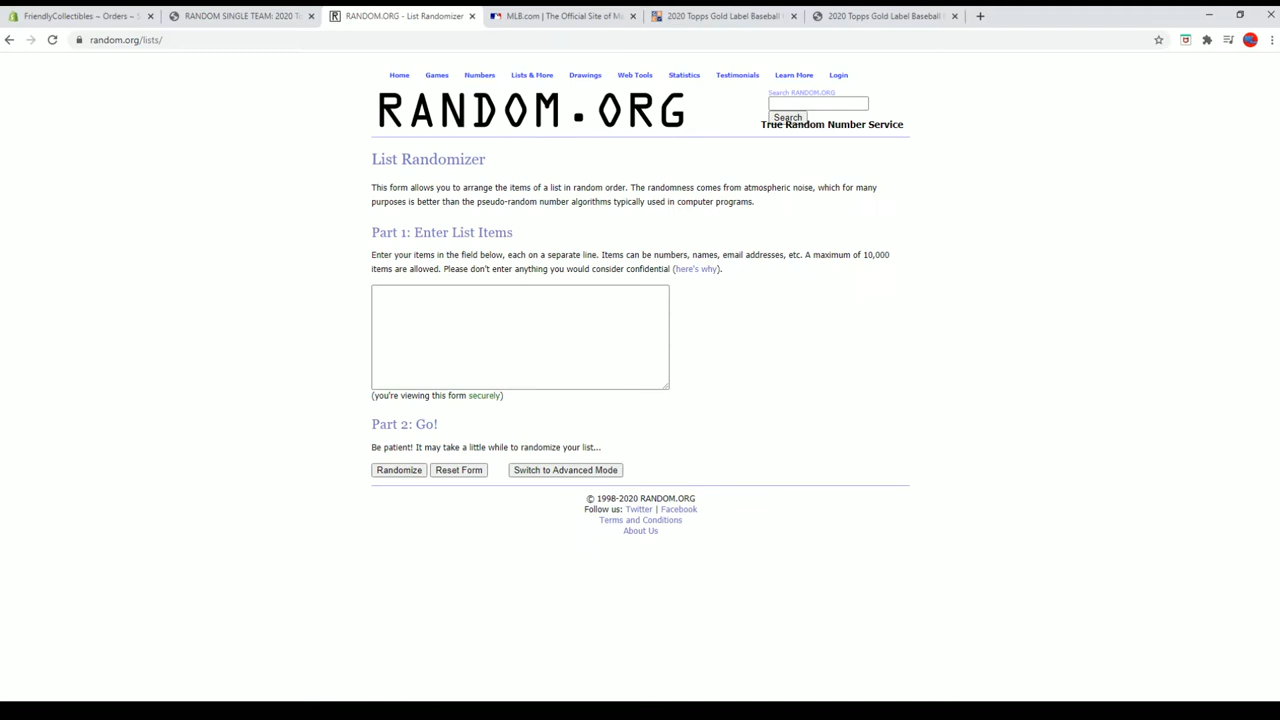 FriendlyCollectibles – Orders –
RANDOM SINGLE TEAM: 2020 To
RANDOM.ORG - List Randomizer
MLB.com | The Official Site of Ma
2020 Topps Gold Label Baseball
2020 Topps Gold Label Baseball
random.org/lists/
Home Games Numbers Lists & More Drawings Web Tools Statistics Testimonials Learn More Login
RANDOM.ORG
Search RANDOM.ORG
Search
True Random Number Service
List Randomizer
This form allows you to arrange the items of a list in random order. The randomness comes from atmospheric noise, which for many
purposes is better than the pseudo-random number algorithms typically used in computer programs.
Part 1: Enter List Items
Enter your items in the field below, each on a separate line. Items can be numbers, names, email addresses, etc. A maximum of 10,000
items are allowed. Please don't enter anything you would consider confidential (here's why).
(you're viewing this form securely)
Part 2: Go!
Be patient! It may take a little while to randomize your list...
Randomize Reset Form Switch to Advanced Mode
© 1998-2020 RANDOM.ORG
Follow us: Twitter | Facebook
Terms and Conditions
About Us